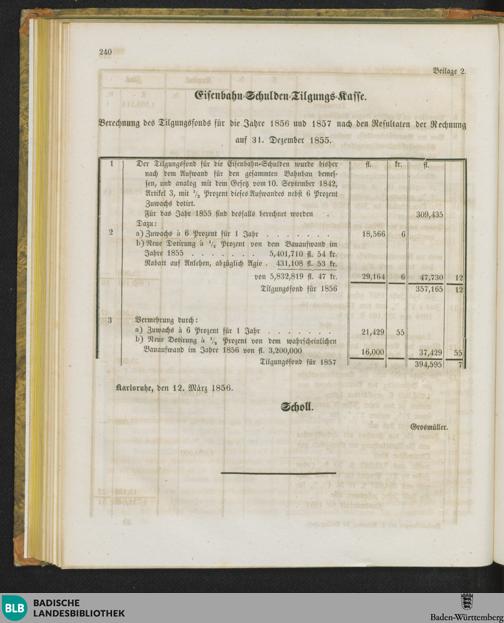 240
Beilage 2.
Eisenbahn-Schulden-Tilgungs-Kasse.
Berechnung des Tilgungsfonds für die Jahre 1856 und 1857 nach den Resultaten der Rechnung
auf 31. Dezember 1855.
fl. kr. fl.
1 Der Tilgungsfond für die Eisenbahn-Schulden wurde bisher
nach dem Aufwand für den gesammten Bahnbau bemes-
sen, und analog mit dem Gesetz vom 10. September 1842,
Artikel 3, mit 1/2 Prozent dieses Aufwandes nebst 6 Prozent
Zuwachs dotirt.
Für das Jahr 1855 sind desfalls berechnet worden . 309,435
Dazu:
2 a) Zuwachs à 6 Prozent für 1 Jahr . . . . . . . 18,566 6
b) Neue Dotirung à 1/2 Prozent von dem Bauaufwand im
Jahre 1855 . . . . . . . 5,401,710 fl. 54 kr.
Rabatt auf Anlehen, abzüglich Agio . 431,108 fl. 53 kr.
von 5,832,819 fl. 47 kr. 29,164 6 47,730 12
Tilgungsfond für 1856 357,165 12
3 Vermehrung durch:
a) Zuwachs à 6 Prozent für 1 Jahr . . . . . . . 21,429 55
b) Neue Dotirung à 1/2 Prozent von dem wahrscheinlichen
Bauaufwand im Jahre 1856 von fl. 3,200,000 16,000 37,429 55
Tilgungsfond für 1857 394,595 7
Karlsruhe, den 12. März 1856.
Scholl.
Grosmüller.
BLB BADISCHE
LANDESBIBLIOTHEK
Baden-Württemberg